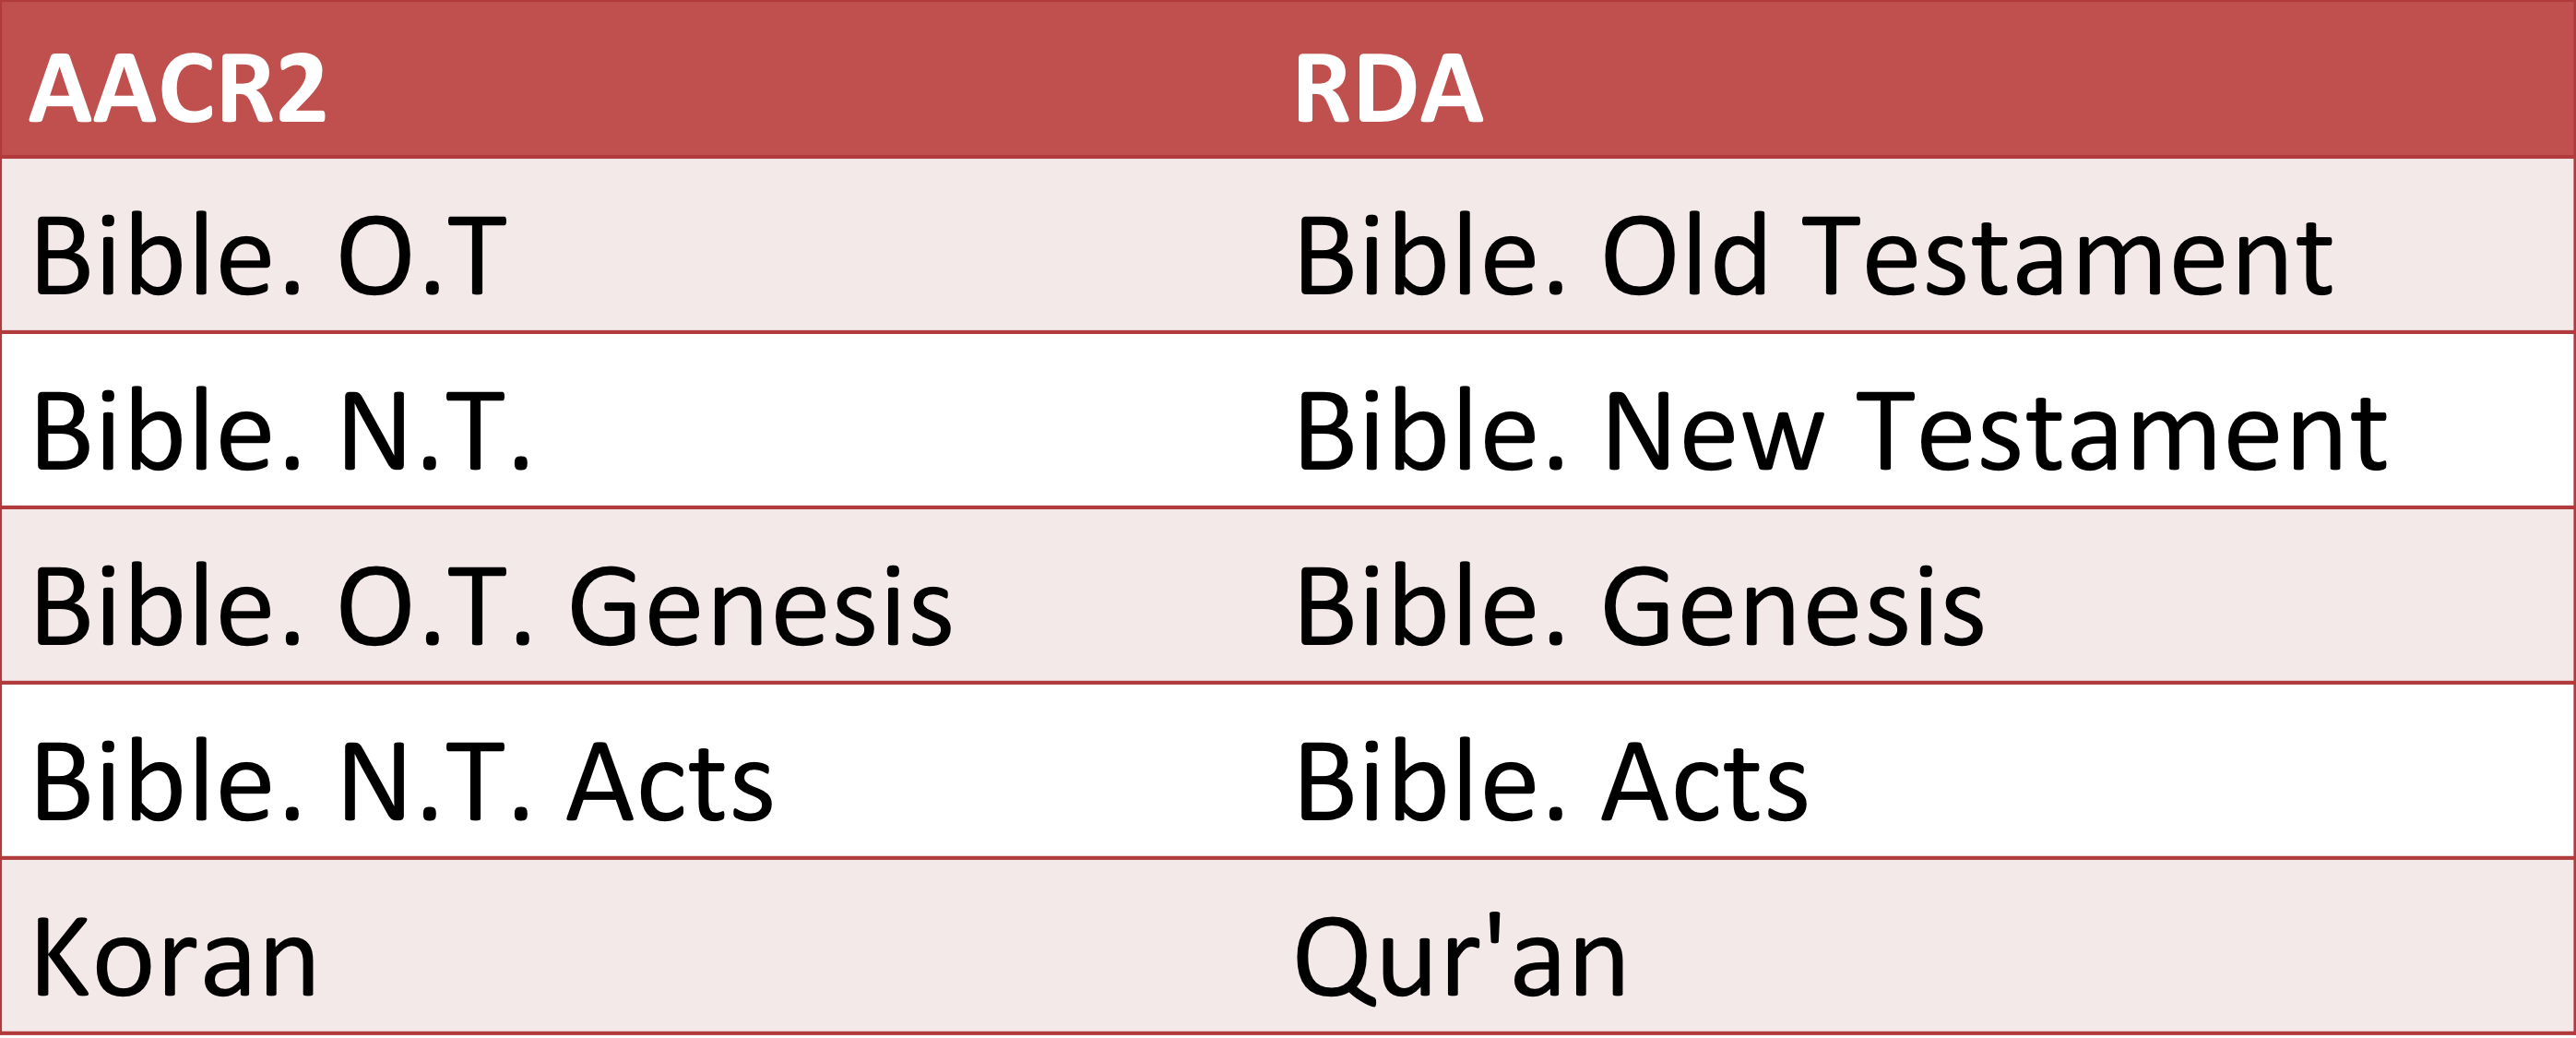 AACR2 RDA
Bible. O.T Bible. Old Testament
Bible. N.T. Bible. New Testament
Bible. O.T. Genesis Bible. Genesis
Bible. N.T. Acts Bible. Acts
Koran Qur'an